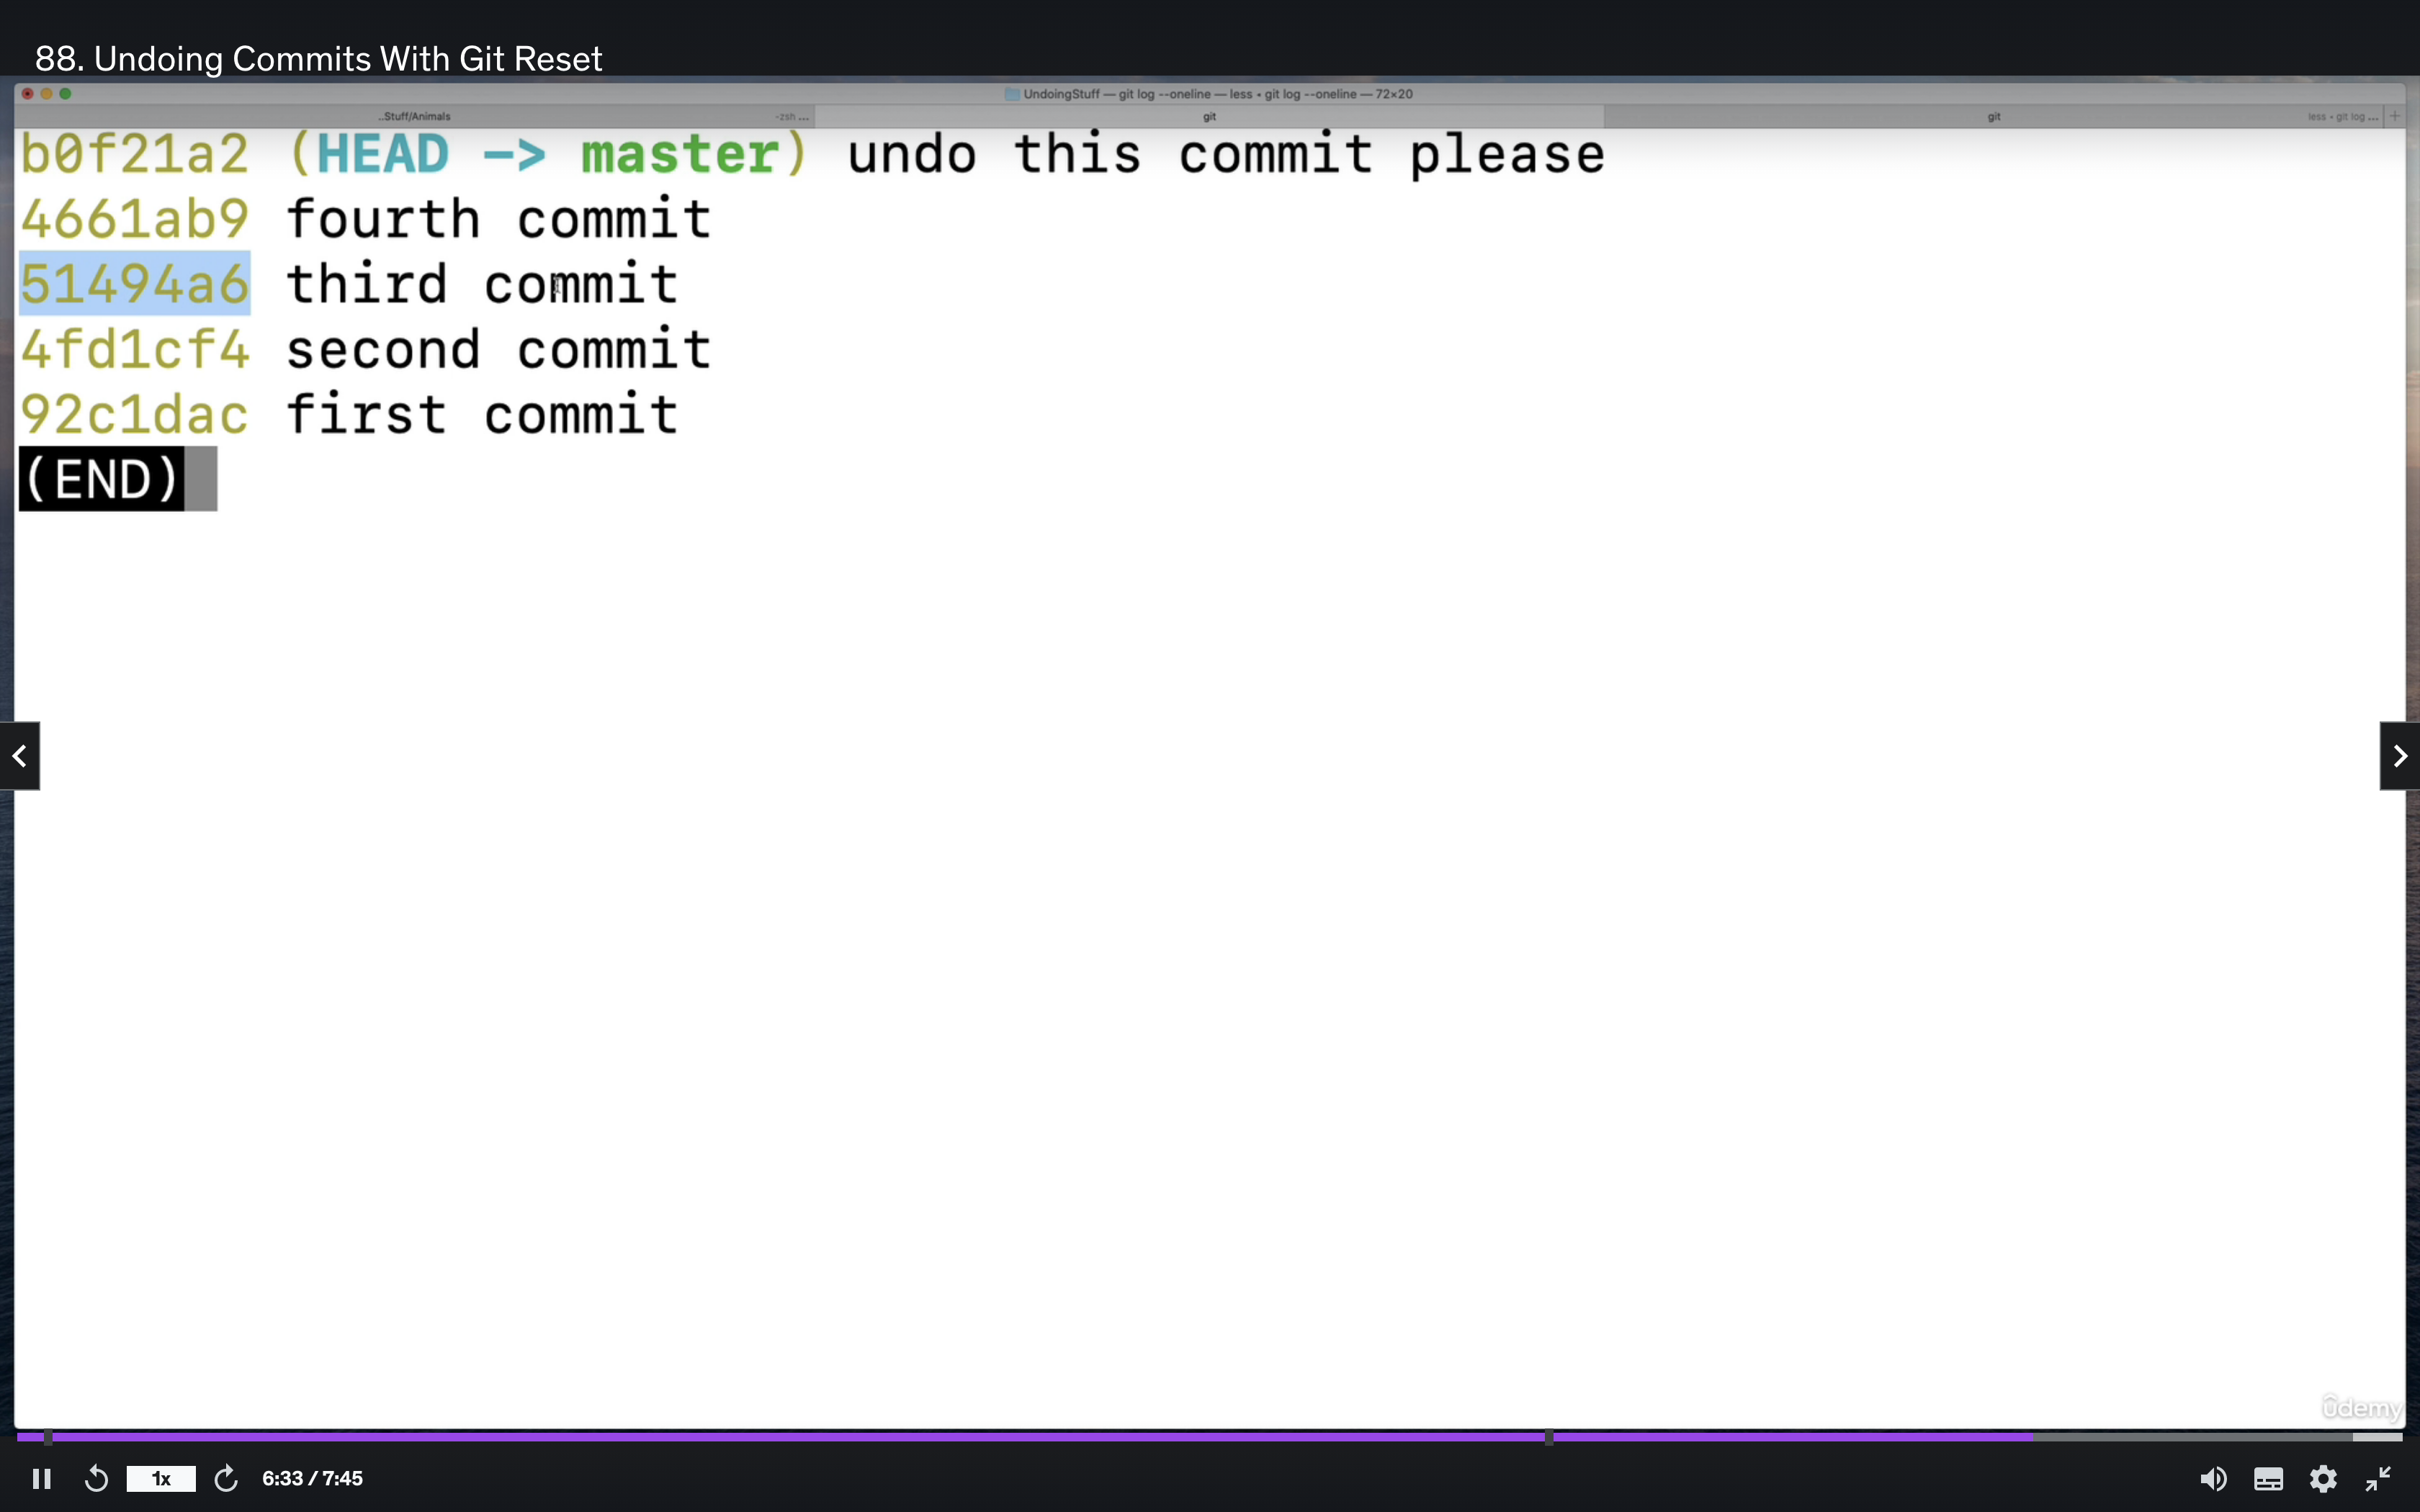 88. Undoing Commits With Git Reset
UndoingStuff — git log --oneline — less • git log --oneline — 72×20
..Stuff/Animals -zsh ... git git less • git log ...
b0f21a2 (HEAD -> master) undo this commit please
4661ab9 fourth commit
51494a6 third commit
4fd1cf4 second commit
92c1dac first commit
(END)
ûdemy
1x 6:33 / 7:45